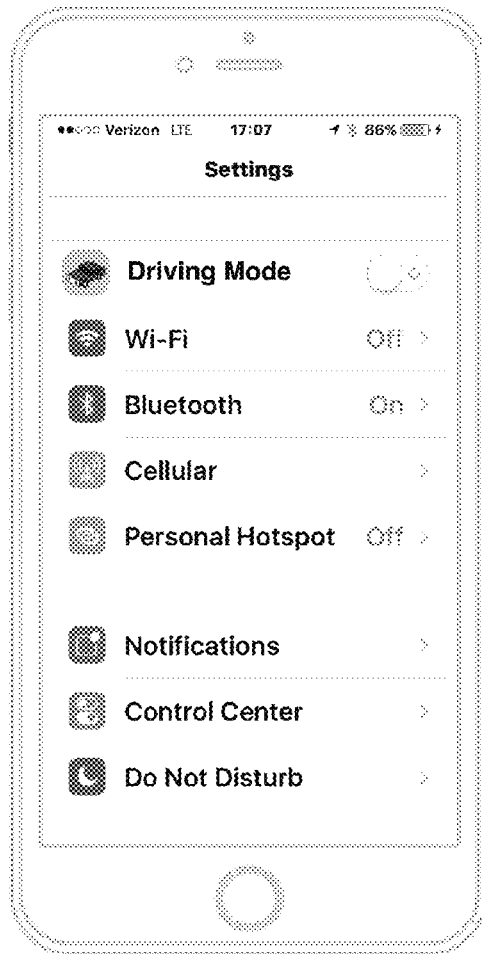 Verizon LTE 17:07 86%
Settings
Driving Mode
Wi-Fi Off
Bluetooth On
Cellular
Personal Hotspot Off
Notifications
Control Center
Do Not Disturb